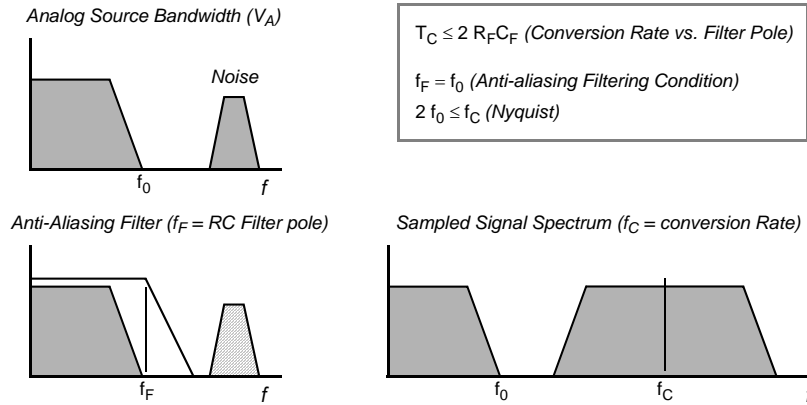 Analog Source Bandwidth (VA)
Noise
f0
f
TC ≤ 2 RFCF (Conversion Rate vs. Filter Pole)
fF = f0 (Anti-aliasing Filtering Condition)
2 f0 ≤ fC (Nyquist)
Anti-Aliasing Filter (fF = RC Filter pole)
fF
f
Sampled Signal Spectrum (fC = conversion Rate)
f0
fC